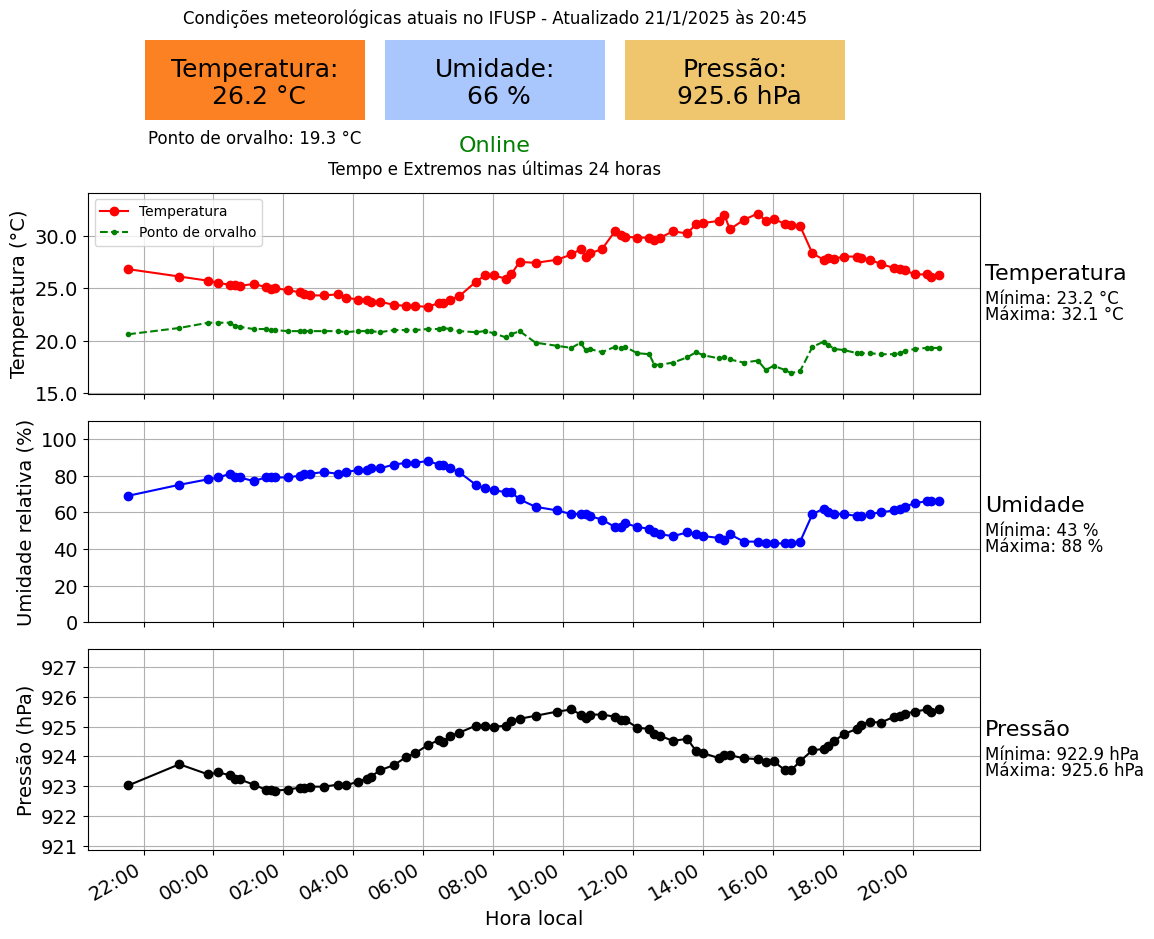 Condições meteorológicas atuais no IFUSP - Atualizado 21/1/2025 às 20:45
Temperatura:
26.2 °C
Umidade:
66 %
Pressão:
925.6 hPa
Ponto de orvalho: 19.3 °C
Online
Tempo e Extremos nas últimas 24 horas
Temperatura (°C)
30.0
25.0
20.0
15.0
Temperatura
Ponto de orvalho
Temperatura
Mínima: 23.2 °C
Máxima: 32.1 °C
Umidade relativa (%)
100
80
60
40
20
0
Umidade
Mínima: 43 %
Máxima: 88 %
Pressão (hPa)
927
926
925
924
923
922
921
Pressão
Mínima: 922.9 hPa
Máxima: 925.6 hPa
22:00 00:00 02:00 04:00 06:00 08:00 10:00 12:00 14:00 16:00 18:00 20:00
Hora local